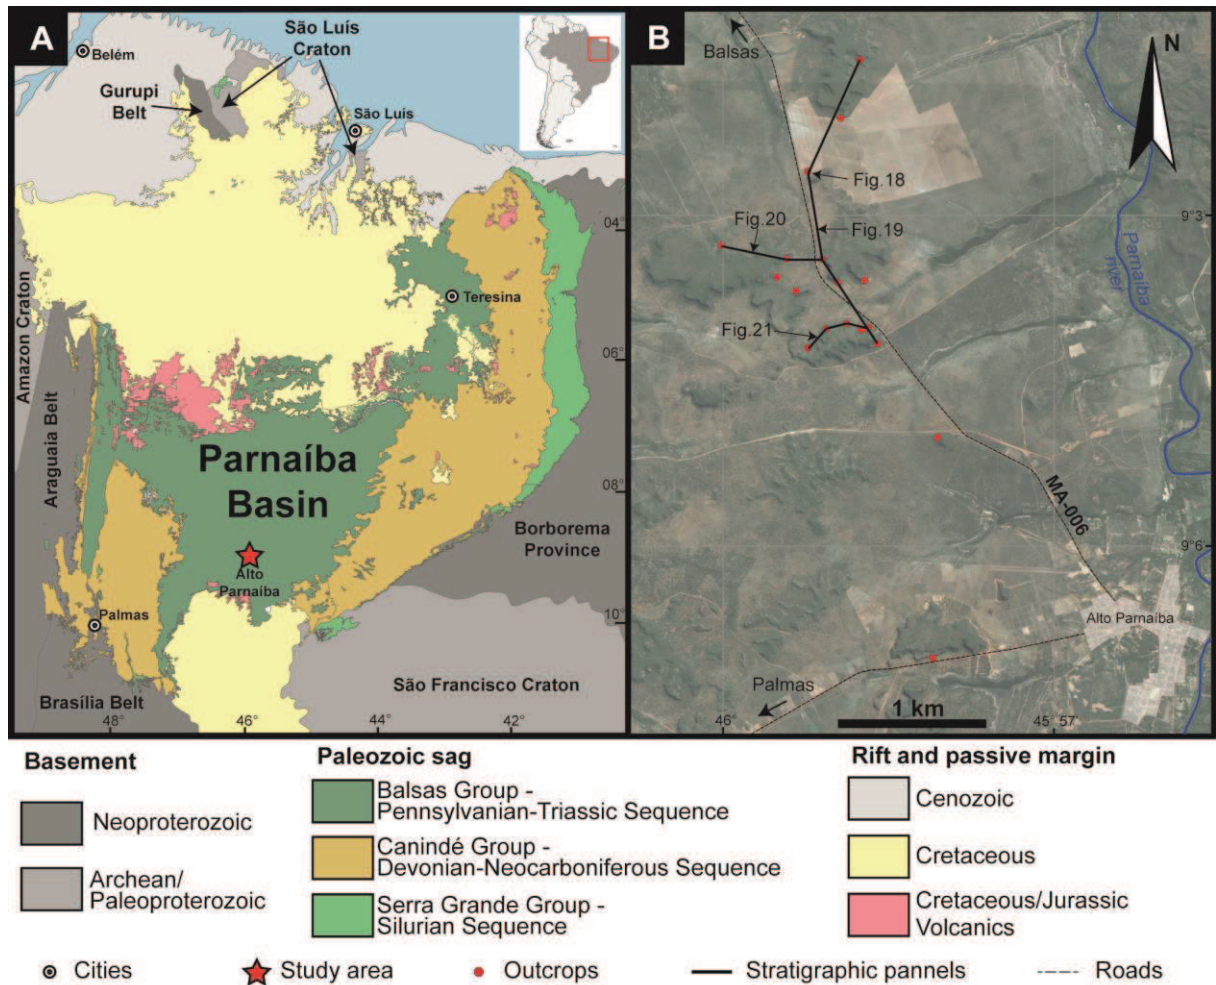 A
Belém
São Luís
Craton
Gurupi
Belt
São Luís
04°
Teresina
Amazon Craton
06°
Araguaia Belt
Parnaíba
Basin
08°
Borborema
Province
Alto
Parnaíba
Palmas
10°
São Francisco Craton
Brasília Belt
48°
46°
44°
42°
B
Balsas
N
Fig.18
9°3
Fig.20
Fig.19
Parnaíba
river
Fig.21
MA-006
9°6
Alto Parnaíba
Palmas
1 km
46°
45°57
Basement
Neoproterozoic
Archean/
Paleoproterozoic
Paleozoic sag
Balsas Group -
Pennsylvanian-Triassic Sequence
Canindé Group -
Devonian-Neocarboniferous Sequence
Serra Grande Group -
Silurian Sequence
Rift and passive margin
Cenozoic
Cretaceous
Cretaceous/Jurassic
Volcanics
Cities
Study area
Outcrops
Stratigraphic pannels
Roads